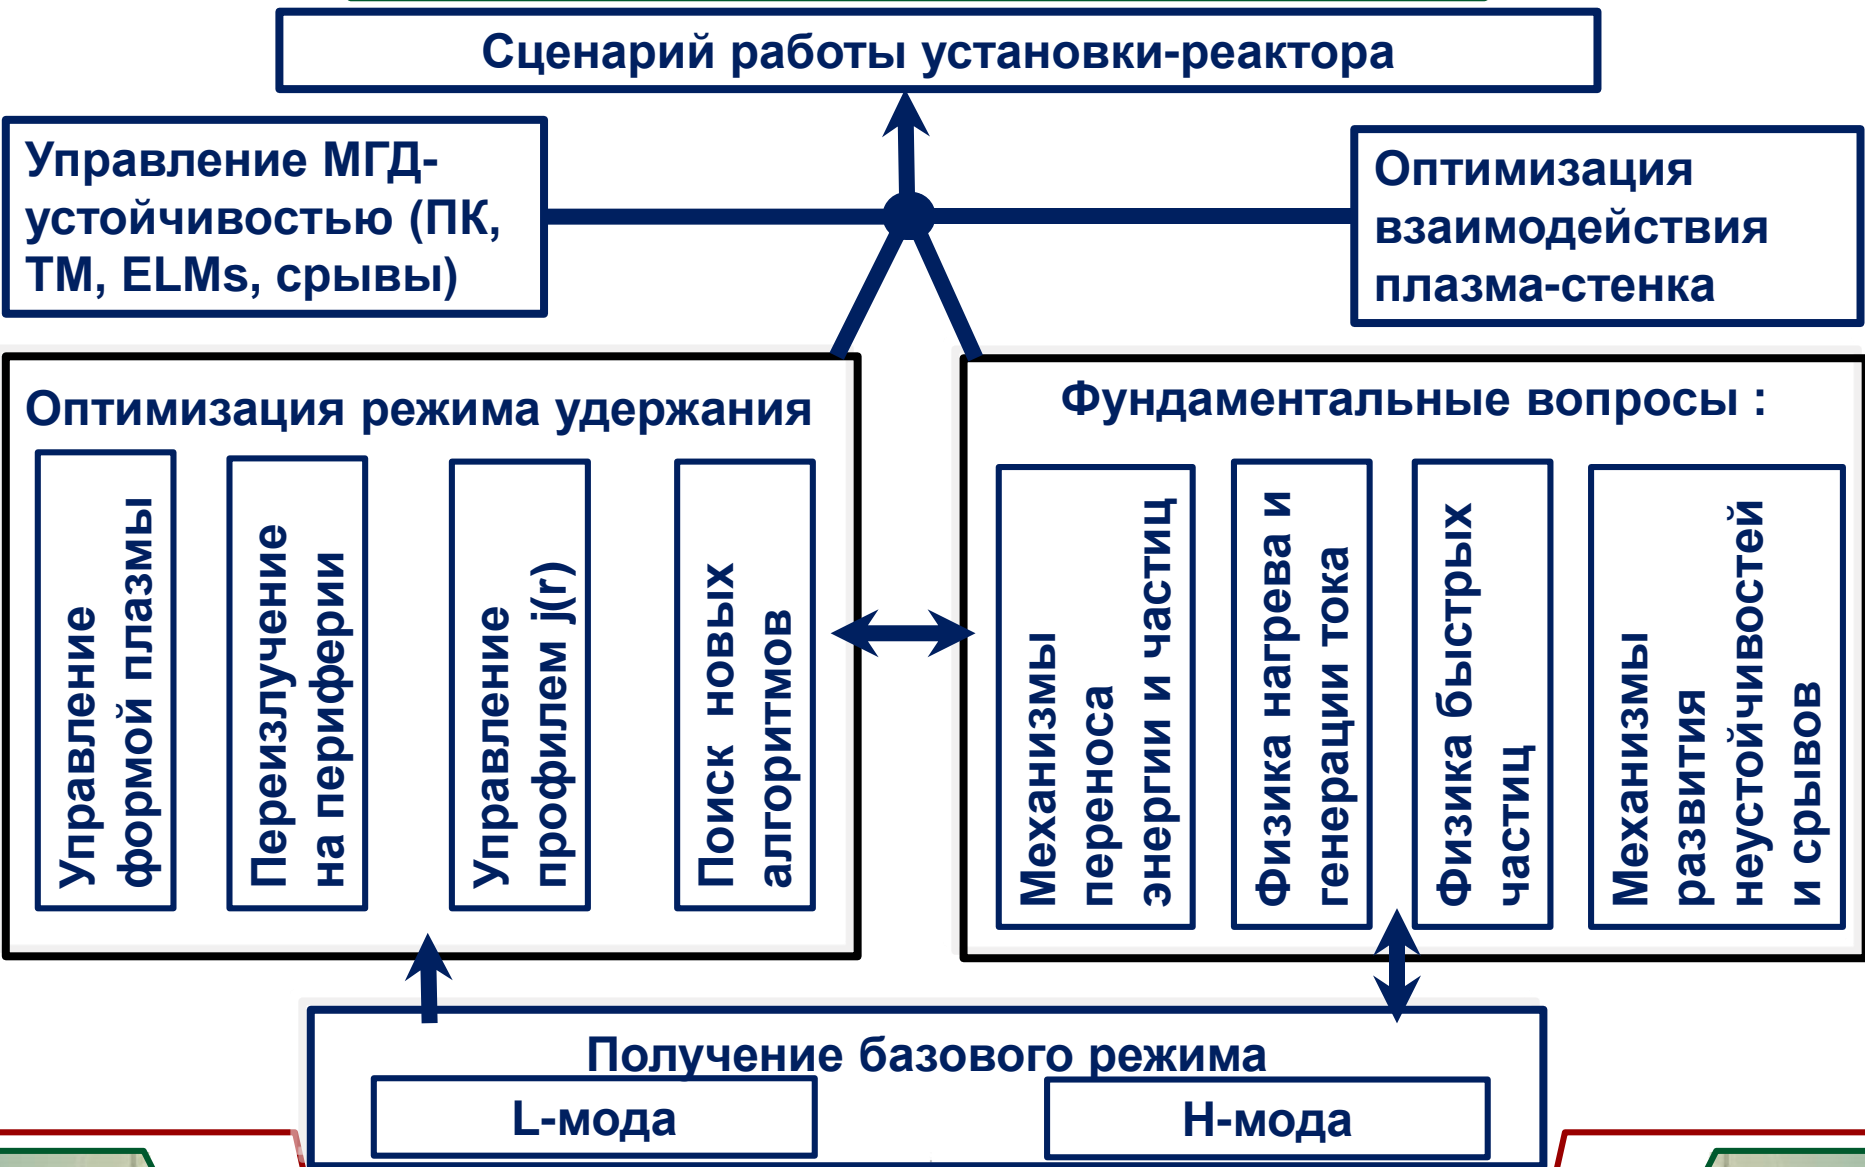 Сценарий работы установки-реактора
Управление МГД-
устойчивостью (ПК,
ТМ, ELMs, срывы)
Оптимизация
взаимодействия
плазма-стенка
Оптимизация режима удержания
Управление
формой плазмы
Переизлучение
на периферии
Управление
профилем j(r)
Поиск новых
алгоритмов
Фундаментальные вопросы :
Механизмы
переноса
энергии и частиц
Физика нагрева и
генерации тока
Физика быстрых
частиц
Механизмы
развития
неустойчивостей
и срывов
Получение базового режима
L-мода
Н-мода